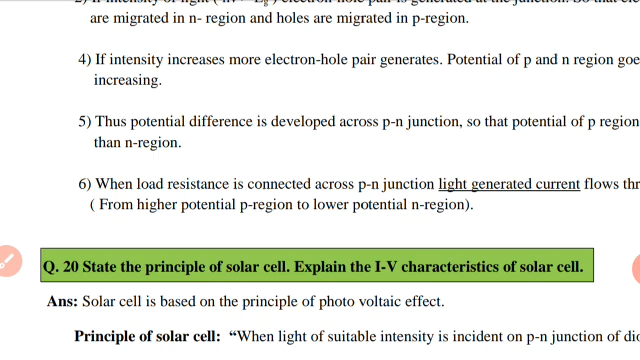 are migrated in n- region and holes are migrated in p-region.
4) If intensity increases more electron-hole pair generates. Potential of p and n region goe
increasing.
5) Thus potential difference is developed across p-n junction, so that potential of p region
than n-region.
6) When load resistance is connected across p-n junction light generated current flows thr
( From higher potential p-region to lower potential n-region).
Q. 20 State the principle of solar cell. Explain the I-V characteristics of solar cell.
Ans: Solar cell is based on the principle of photo voltaic effect.
Principle of solar cell: “When light of suitable intensity is incident on p-n junction of dio